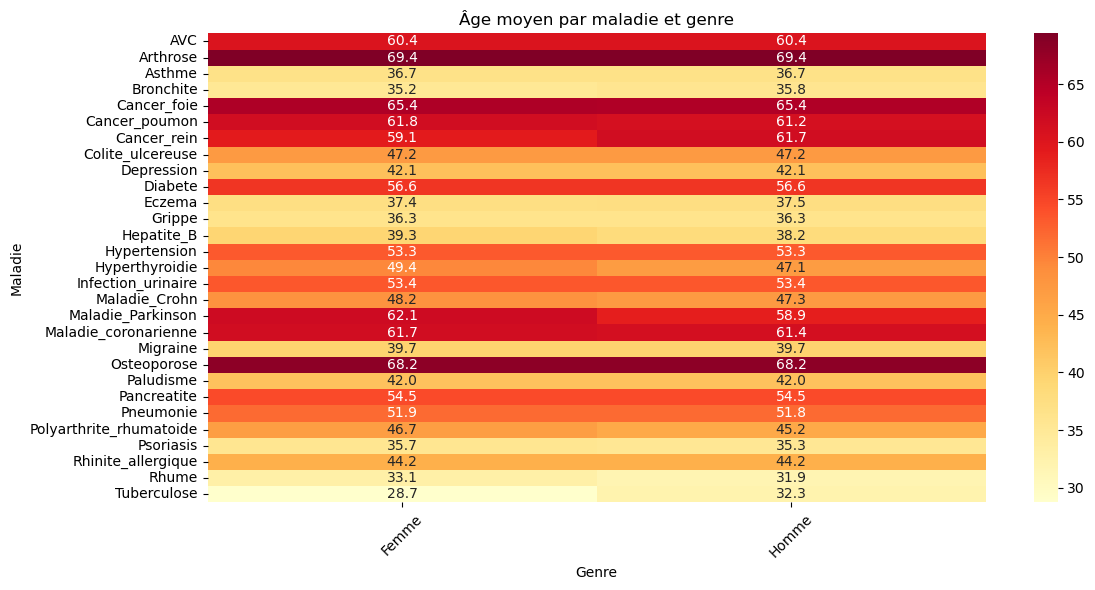 Âge moyen par maladie et genre
AVC 60.4 60.4
Arthrose 69.4 69.4
Asthme 36.7 36.7
Bronchite 35.2 35.8
Cancer_foie 65.4 65.4
Cancer_poumon 61.8 61.2
Cancer_rein 59.1 61.7
Colite_ulcereuse 47.2 47.2
Depression 42.1 42.1
Diabete 56.6 56.6
Eczema 37.4 37.5
Grippe 36.3 36.3
Hepatite_B 39.3 38.2
Hypertension 53.3 53.3
Hyperthyroidie 49.4 47.1
Infection_urinaire 53.4 53.4
Maladie_Crohn 48.2 47.3
Maladie_Parkinson 62.1 58.9
Maladie_coronarienne 61.7 61.4
Migraine 39.7 39.7
Osteoporose 68.2 68.2
Paludisme 42.0 42.0
Pancreatite 54.5 54.5
Pneumonie 51.9 51.8
Polyarthrite_rhumatoide 46.7 45.2
Psoriasis 35.7 35.3
Rhinite_allergique 44.2 44.2
Rhume 33.1 31.9
Tuberculose 28.7 32.3
Maladie
Femme Homme
Genre
65
60
55
50
45
40
35
30